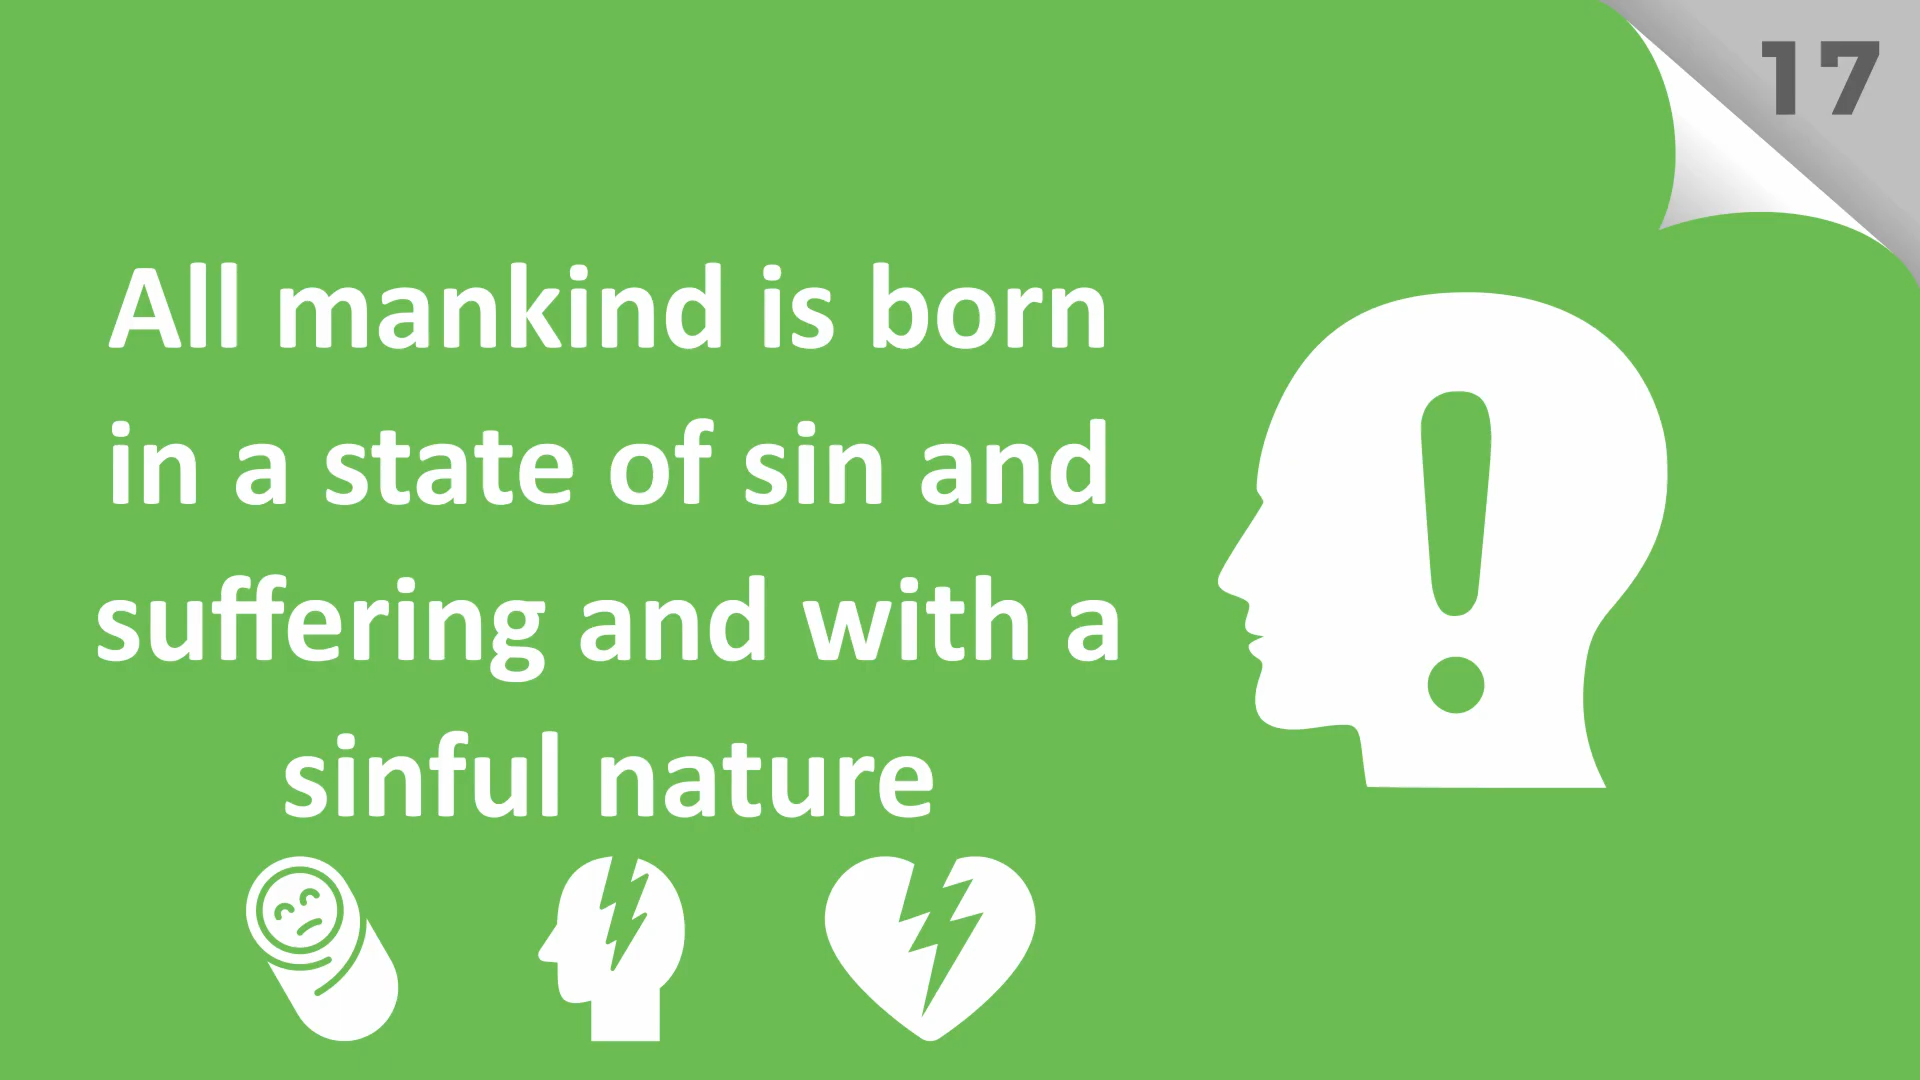 17
All mankind is born
in a state of sin and
suffering and with a
sinful nature